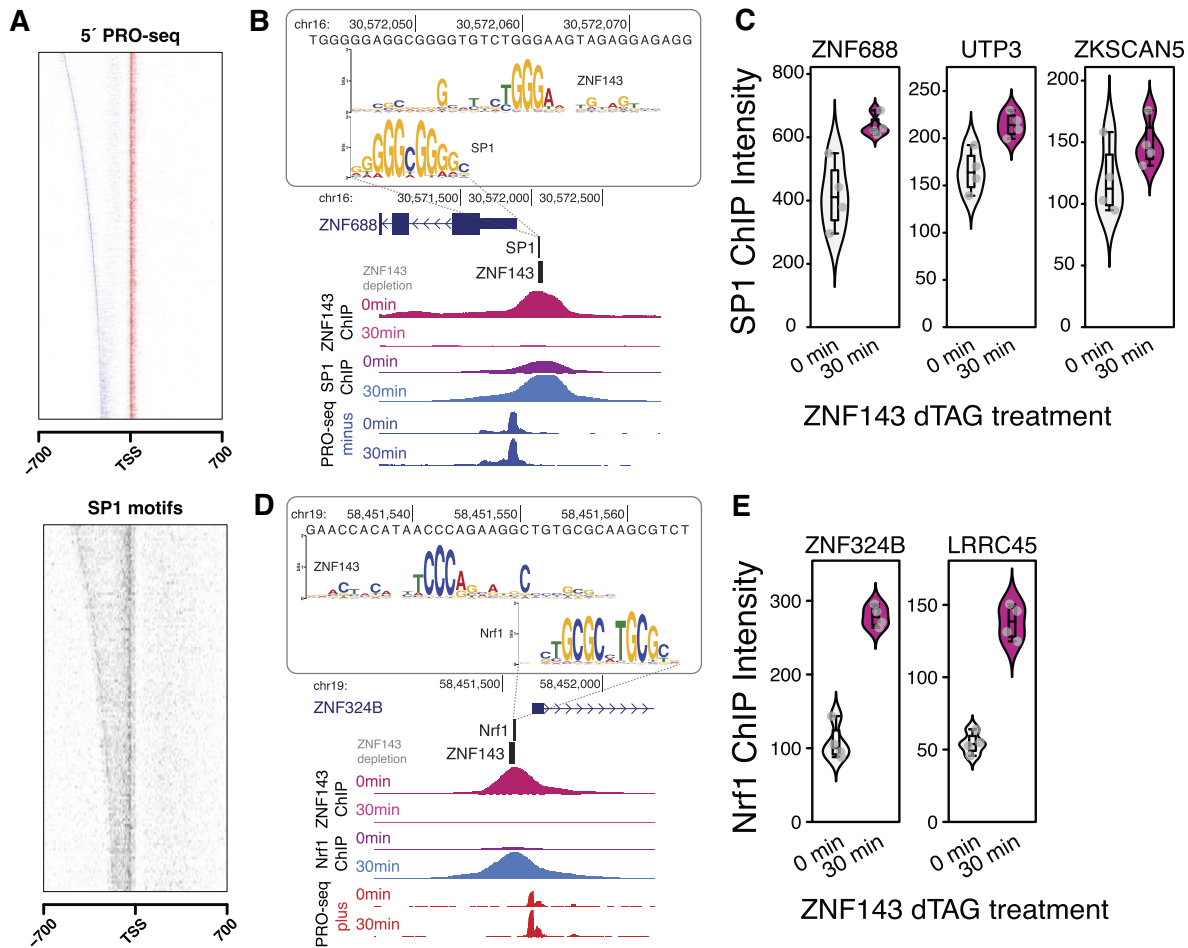 A
5´ PRO-seq
-700
TSS
700
SP1 motifs
-700
TSS
700
B
chr16: 30,572,050 30,572,060 30,572,070
TGGGGGAGGCGGGGTGTCTGGGAAGTAGAGGAGAGG
ZNF143
SP1
chr16: 30,571,500 30,572,000 30,572,500
ZNF688
SP1
ZNF143
ZNF143
depletion
ZNF143
ChIP
0min
30min
SP1
ChIP
0min
30min
PRO-seq
minus
0min
30min
C
ZNF688 UTP3 ZKSCAN5
SP1 ChIP Intensity
800
600
400
200
0
250
200
150
100
50
0
200
150
100
50
0
0 min 30 min 0 min 30 min 0 min 30 min
ZNF143 dTAG treatment
D
chr19: 58,451,540 58,451,550 58,451,560
GAACCACATAACCCAGAAGGCTGTGCGCAAGCGTCT
ZNF143
Nrf1
chr19: 58,451,500 58,452,000
ZNF324B
Nrf1
ZNF143
ZNF143
depletion
ZNF143
ChIP
0min
30min
Nrf1
ChIP
0min
30min
PRO-seq
plus
0min
30min
E
ZNF324B LRRC45
Nrf1 ChIP Intensity
300
200
100
0
150
100
50
0
0 min 30 min 0 min 30 min
ZNF143 dTAG treatment